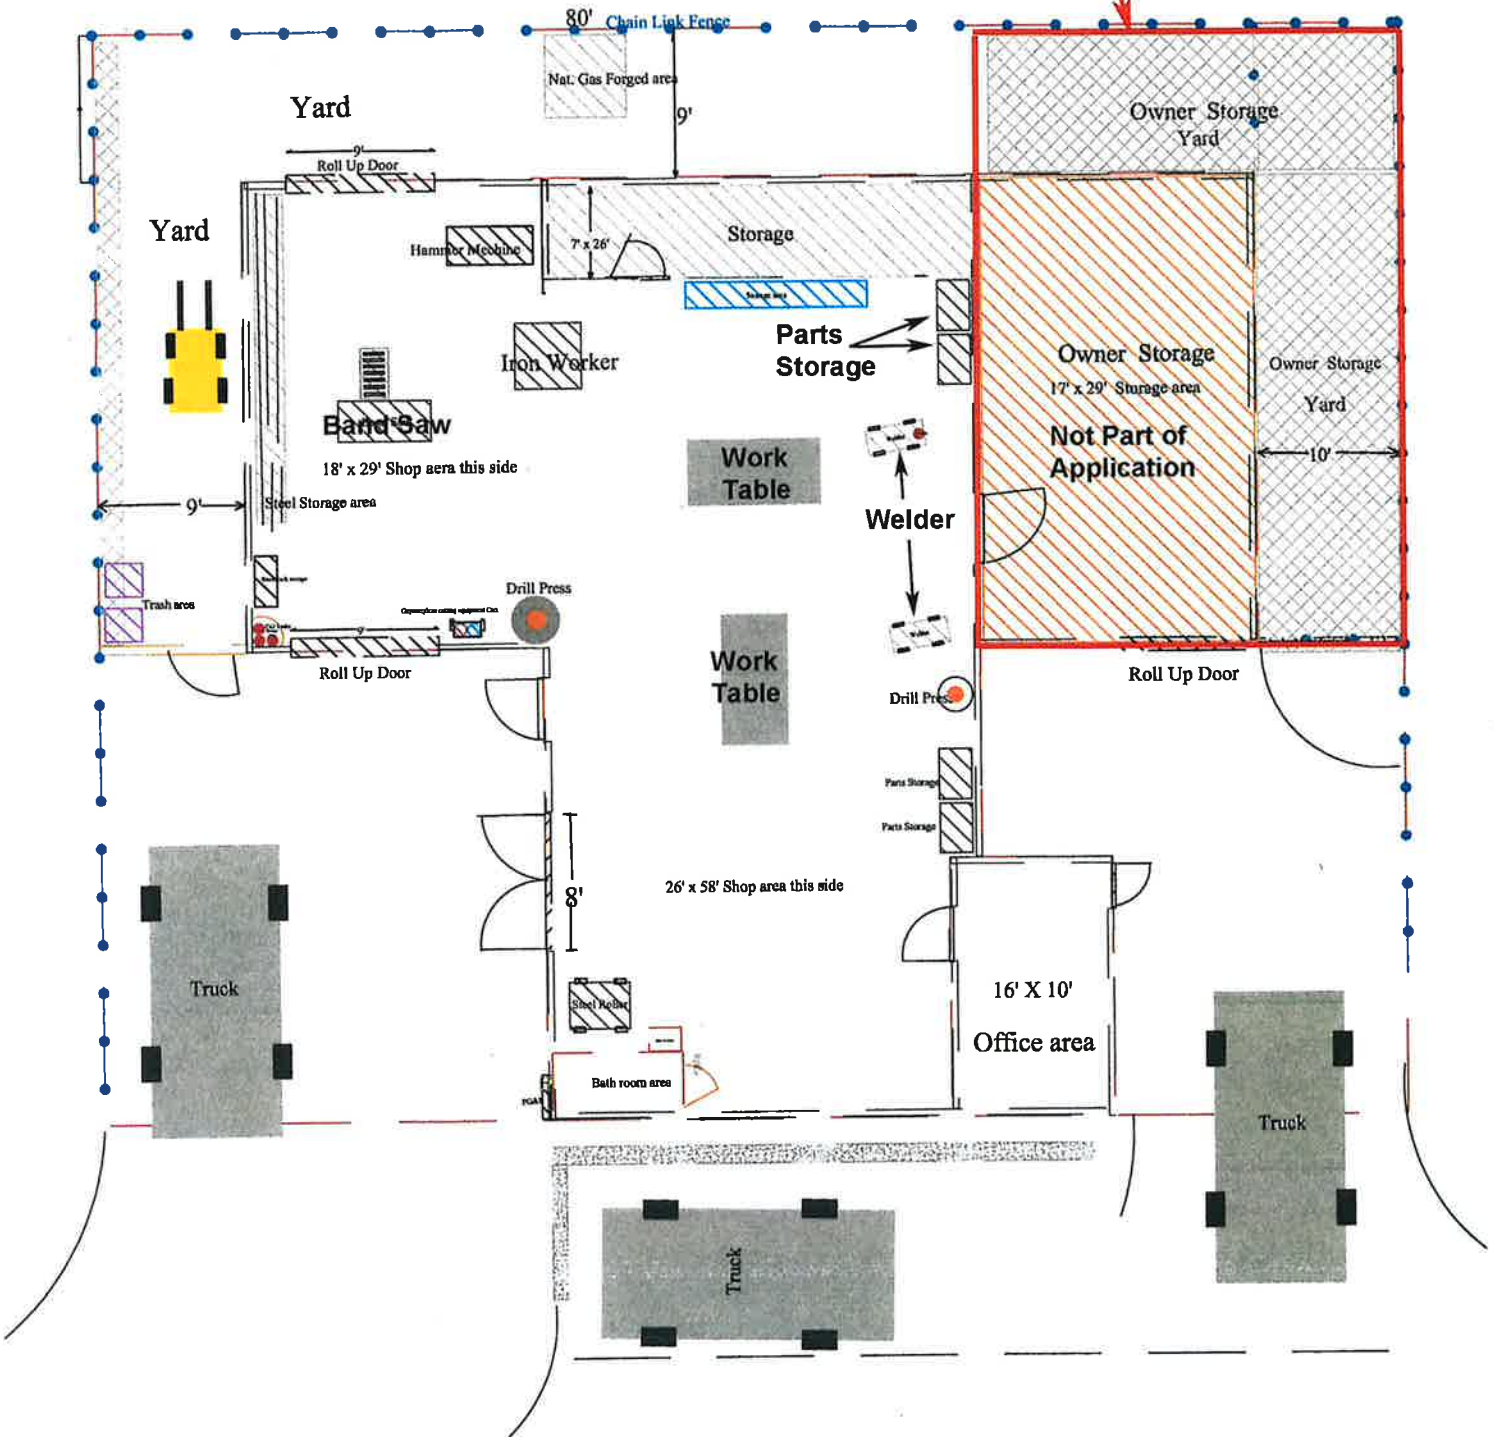 80'
Chain Link Fence
Nat. Gas Forged area
Yard
9'
Owner Storage
Yard
9'
Roll Up Door
Yard
Hammer Mechine
7' x 26'
Storage
Parts
Storage
Iron Worker
Owner Storage
17' x 29' Storage area
Owner Storage
Yard
Band Saw
Not Part of
Application
10'
18' x 29' Shop aera this side
Work
Table
Welder
9'
Steel Storage area
Welder
Drill Press
Trash area
9'
Welder
Roll Up Door
Work
Table
Roll Up Door
Drill Press
Parts Storage
Parts Storage
8'
26' x 58' Shop area this side
Truck
16' X 10'
Steel Roller
Office area
Bath room area
Truck
Truck